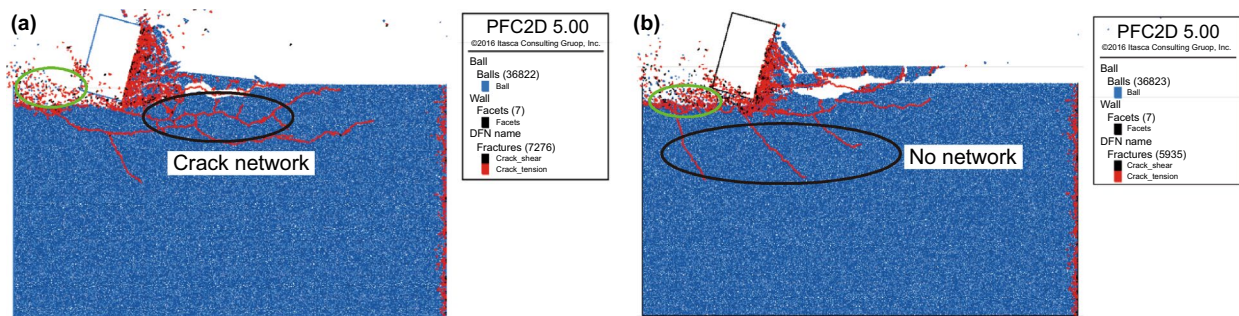 (a)
Crack network
PFC2D 5.00
©2016 Itasca Consulting Gruop, Inc.
Ball
Balls (36822)
Ball
Wall
Facets (7)
Facets
DFN name
Fractures (7276)
Crack_shear
Crack_tension
(b)
No network
PFC2D 5.00
©2016 Itasca Consulting Gruop, Inc.
Ball
Balls (36823)
Ball
Wall
Facets (7)
Facets
DFN name
Fractures (5935)
Crack_shear
Crack_tension